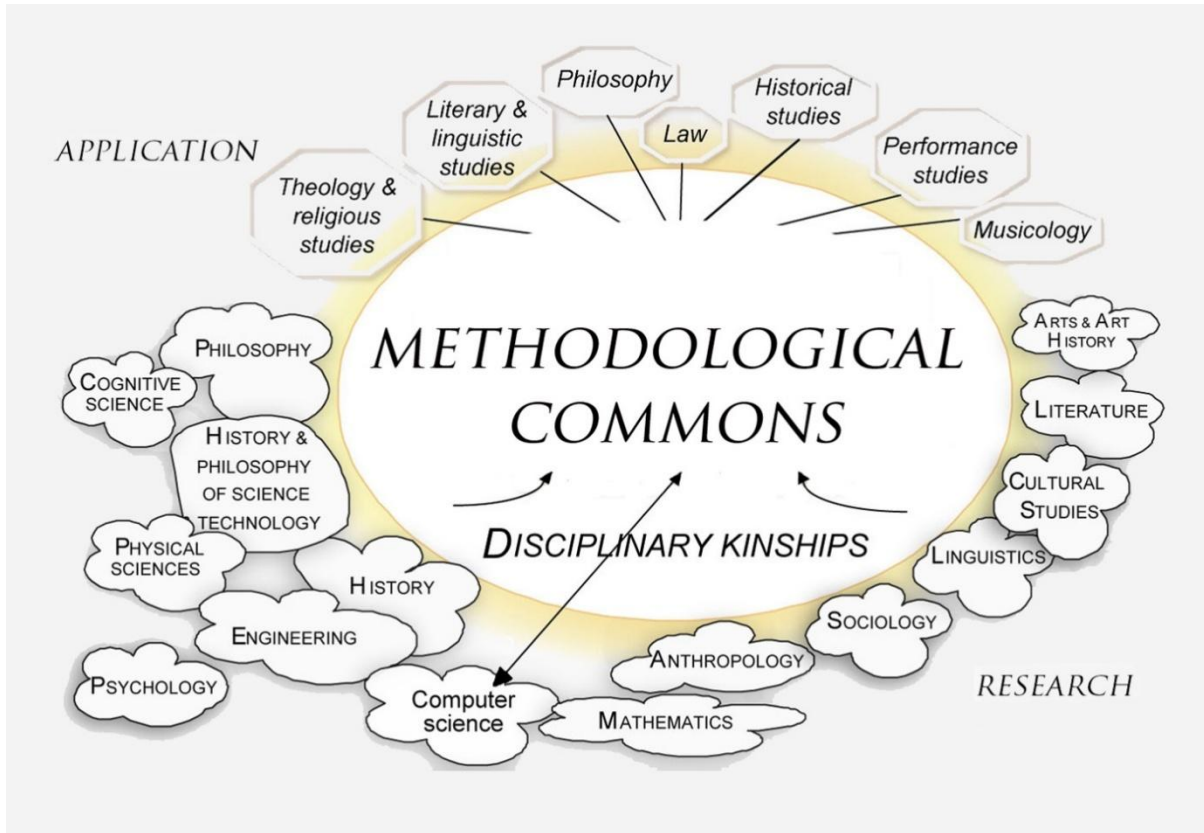 APPLICATION
Theology &
religious
studies
Literary &
linguistic
studies
Philosophy
Law
Historical
studies
Performance
studies
Musicology
METHODOLOGICAL
COMMONS
DISCIPLINARY KINSHIPS
PHILOSOPHY
COGNITIVE
SCIENCE
HISTORY &
PHILOSOPHY
OF SCIENCE
TECHNOLOGY
PHYSICAL
SCIENCES
HISTORY
ENGINEERING
PSYCHOLOGY
Computer
science
MATHEMATICS
ANTHROPOLOGY
SOCIOLOGY
LINGUISTICS
CULTURAL
STUDIES
LITERATURE
ARTS & ART
HISTORY
RESEARCH